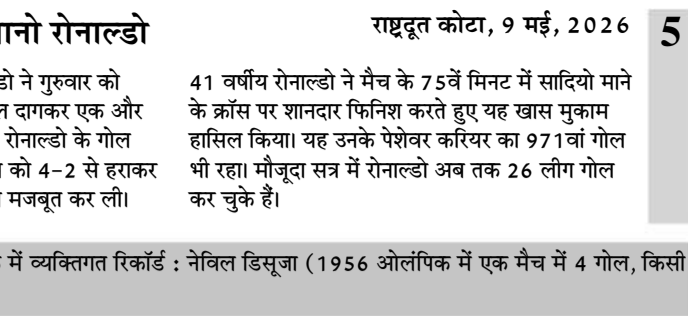 रोनाल्डो
राष्ट्रदूत कोटा, 9 मई, 2026
5
ने गुरुवार को
दागकर एक और
रोनाल्डो के गोल
को 4-2 से हराकर
मजबूत कर ली।
41 वर्षीय रोनाल्डो ने मैच के 75वें मिनट में सादियो माने
के क्रॉस पर शानदार फिनिश करते हुए यह खास मुकाम
हासिल किया। यह उनके पेशेवर करियर का 971वां गोल
भी रहा। मौजूदा सत्र में रोनाल्डो अब तक 26 लीग गोल
कर चुके हैं।
में व्यक्तिगत रिकॉर्ड : नेविल डिसूजा (1956 ओलंपिक में एक मैच में 4 गोल, किसी